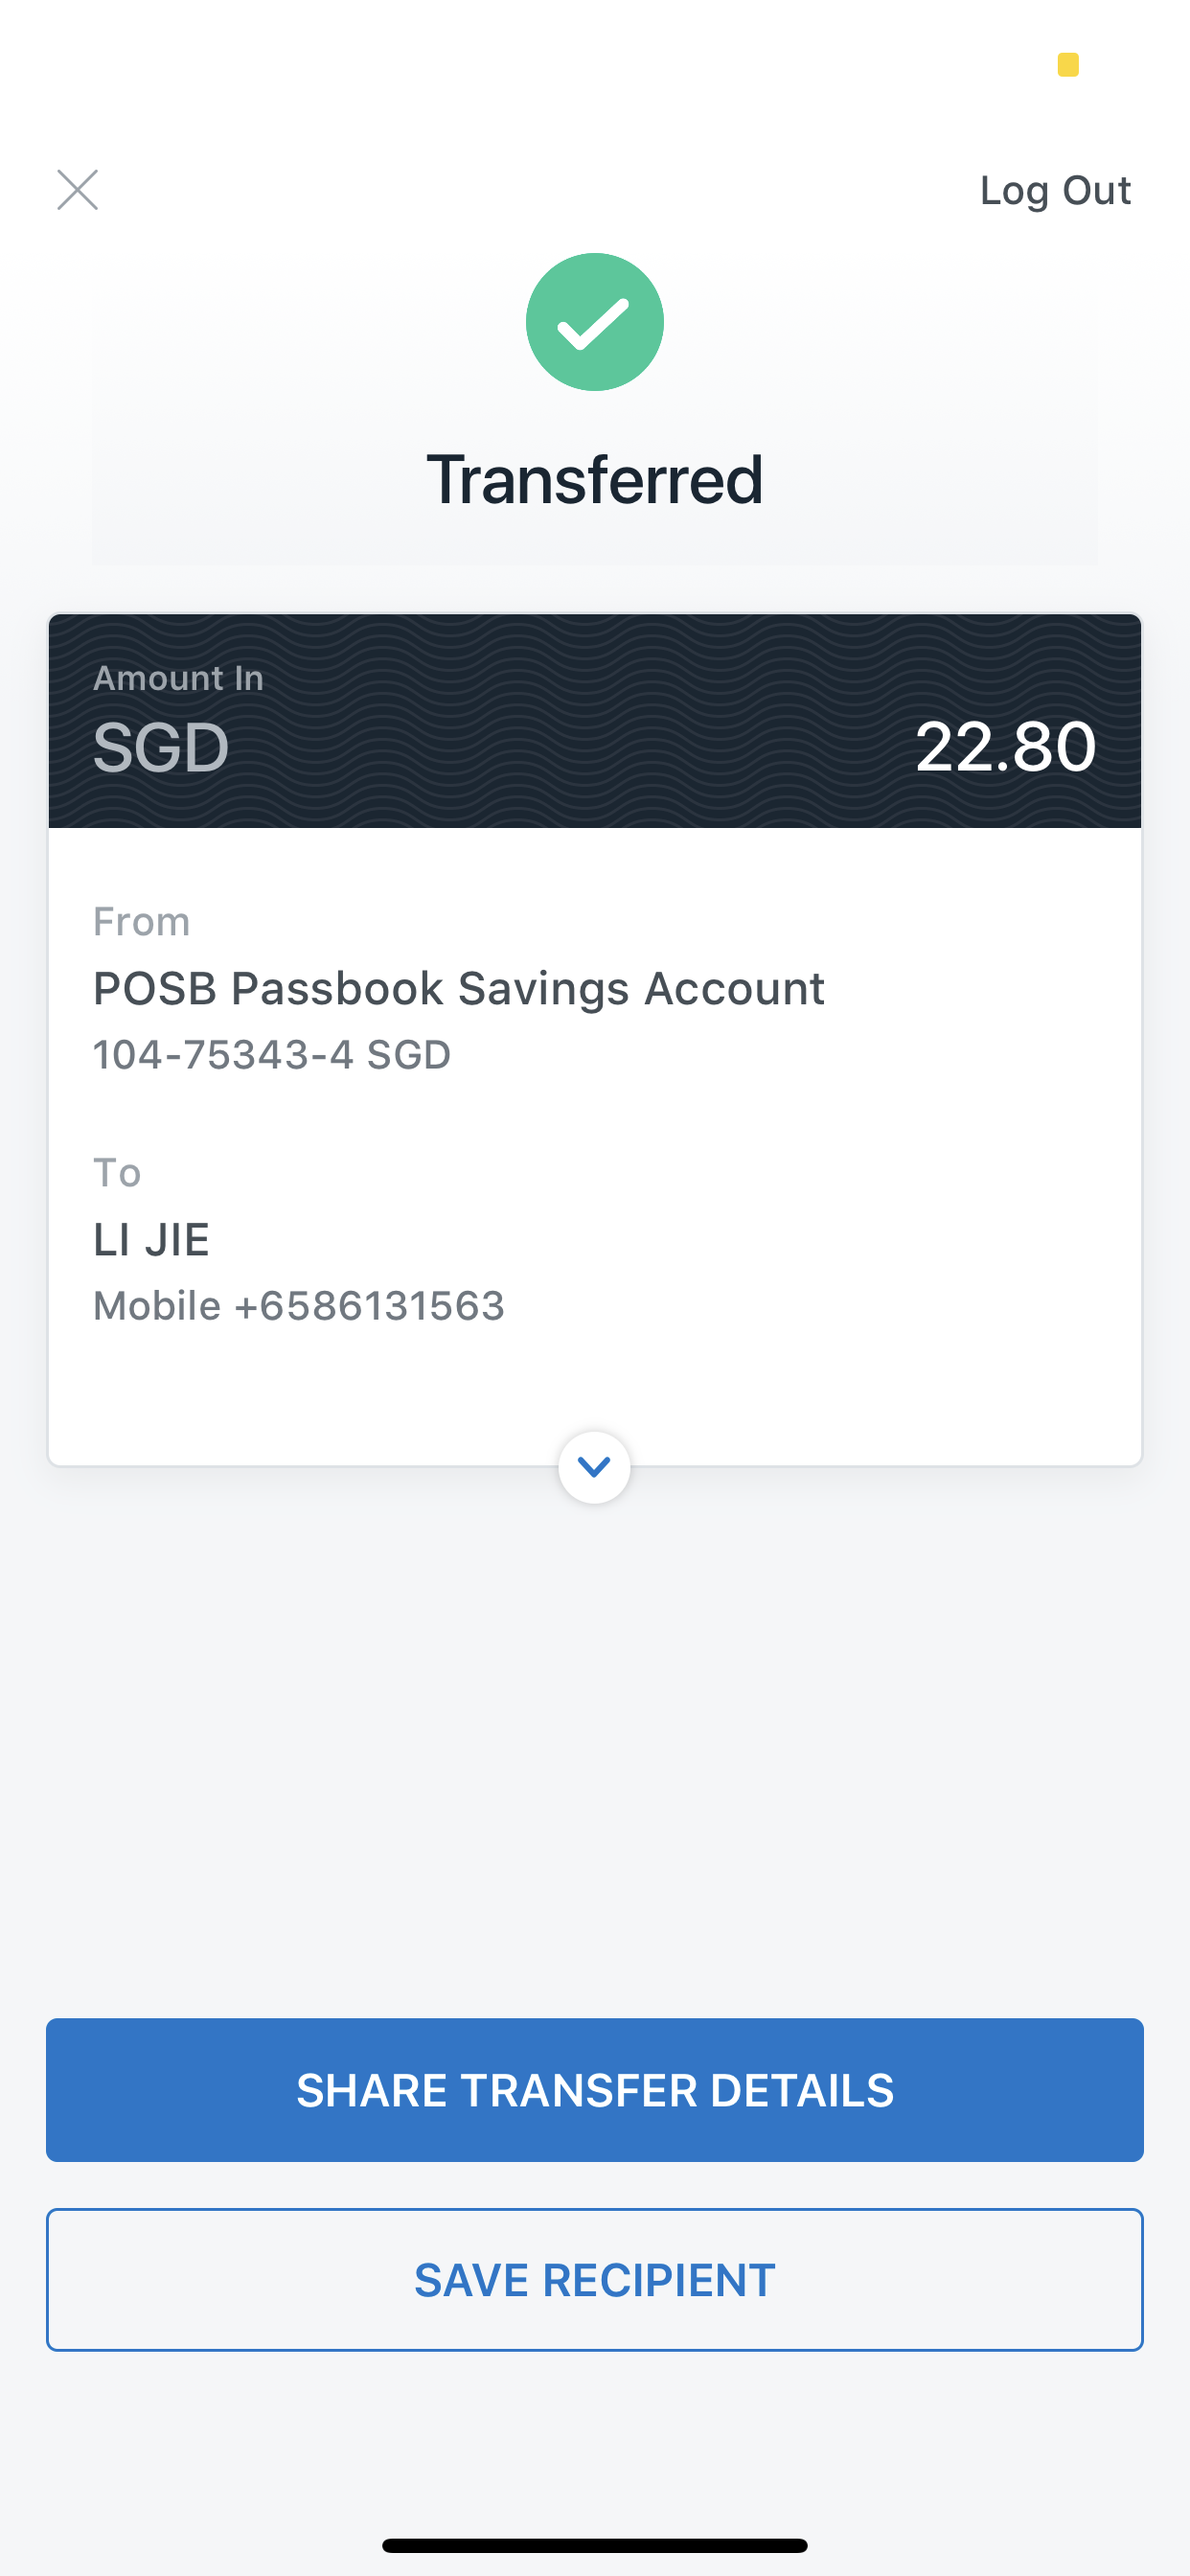 Log Out
Transferred
Amount In
SGD 22.80
From
POSB Passbook Savings Account
104-75343-4 SGD
To
LI JIE
Mobile +6586131563
SHARE TRANSFER DETAILS
SAVE RECIPIENT